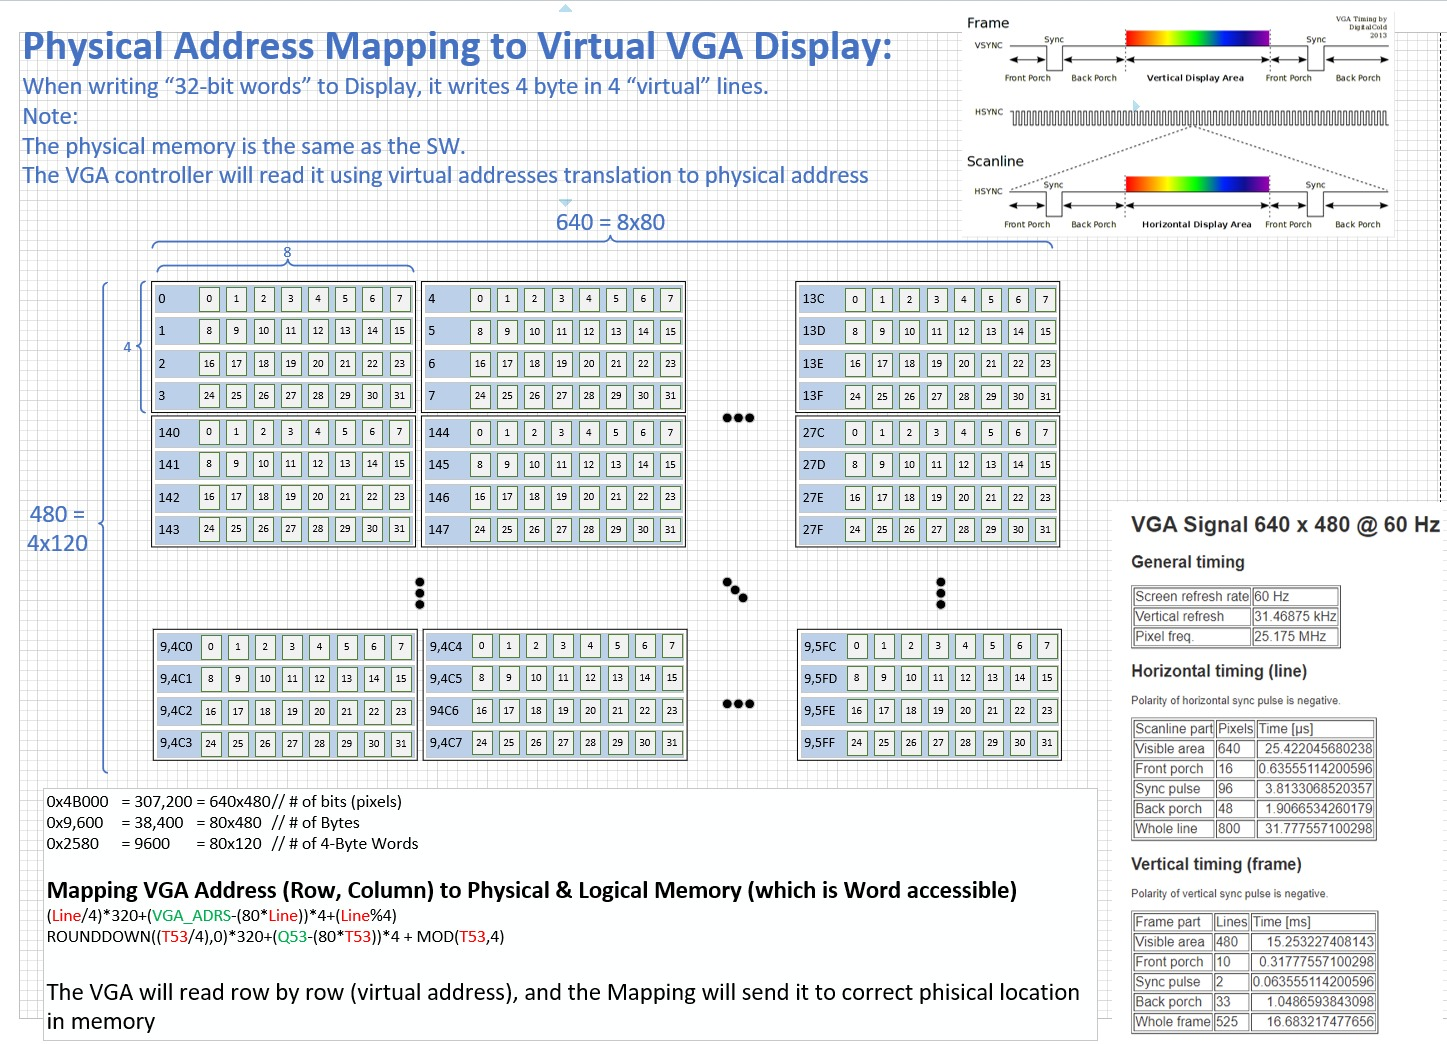 Physical Address Mapping to Virtual VGA Display:
When writing “32-bit words” to Display, it writes 4 byte in 4 “virtual” lines.
Note:
The physical memory is the same as the SW.
The VGA controller will read it using virtual addresses translation to physical address
Frame
VGA Timing by
DigitalCold
2013
VSYNC
Sync
Sync
Front Porch
Back Porch
Vertical Display Area
Front Porch
Back Porch
HSYNC
Scanline
HSYNC
Sync
Sync
Front Porch
Back Porch
Horizontal Display Area
Front Porch
Back Porch
640 = 8x80
8
4
480 =
4x120
0 0 1 2 3 4 5 6 7
1 8 9 10 11 12 13 14 15
2 16 17 18 19 20 21 22 23
3 24 25 26 27 28 29 30 31
4 0 1 2 3 4 5 6 7
5 8 9 10 11 12 13 14 15
6 16 17 18 19 20 21 22 23
7 24 25 26 27 28 29 30 31
13C 0 1 2 3 4 5 6 7
13D 8 9 10 11 12 13 14 15
13E 16 17 18 19 20 21 22 23
13F 24 25 26 27 28 29 30 31
140 0 1 2 3 4 5 6 7
141 8 9 10 11 12 13 14 15
142 16 17 18 19 20 21 22 23
143 24 25 26 27 28 29 30 31
144 0 1 2 3 4 5 6 7
145 8 9 10 11 12 13 14 15
146 16 17 18 19 20 21 22 23
147 24 25 26 27 28 29 30 31
27C 0 1 2 3 4 5 6 7
27D 8 9 10 11 12 13 14 15
27E 16 17 18 19 20 21 22 23
27F 24 25 26 27 28 29 30 31
9,4C0 0 1 2 3 4 5 6 7
9,4C1 8 9 10 11 12 13 14 15
9,4C2 16 17 18 19 20 21 22 23
9,4C3 24 25 26 27 28 29 30 31
9,4C4 0 1 2 3 4 5 6 7
9,4C5 8 9 10 11 12 13 14 15
94C6 16 17 18 19 20 21 22 23
9,4C7 24 25 26 27 28 29 30 31
9,5FC 0 1 2 3 4 5 6 7
9,5FD 8 9 10 11 12 13 14 15
9,5FE 16 17 18 19 20 21 22 23
9,5FF 24 25 26 27 28 29 30 31
0x4B000 = 307,200 = 640x480// # of bits (pixels)
0x9,600 = 38,400 = 80x480 // # of Bytes
0x2580 = 9600 = 80x120 // # of 4-Byte Words
Mapping VGA Address (Row, Column) to Physical & Logical Memory (which is Word accessible)
(Line/4)*320+(VGA_ADRS-(80*Line))*4+(Line%4)
ROUNDDOWN((T53/4),0)*320+(Q53-(80*T53))*4 + MOD(T53,4)
The VGA will read row by row (virtual address), and the Mapping will send it to correct phisical location
in memory
VGA Signal 640 x 480 @ 60 Hz
General timing
Screen refresh rate 60 Hz
Vertical refresh 31.46875 kHz
Pixel freq. 25.175 MHz
Horizontal timing (line)
Polarity of horizontal sync pulse is negative.
Scanline part Pixels Time [µs]
Visible area 640 25.422045680238
Front porch 16 0.63555114200596
Sync pulse 96 3.8133068520357
Back porch 48 1.9066534260179
Whole line 800 31.777557100298
Vertical timing (frame)
Polarity of vertical sync pulse is negative.
Frame part Lines Time [ms]
Visible area 480 15.253227408143
Front porch 10 0.31777557100298
Sync pulse 2 0.063555114200596
Back porch 33 1.0486593843098
Whole frame 525 16.683217477656